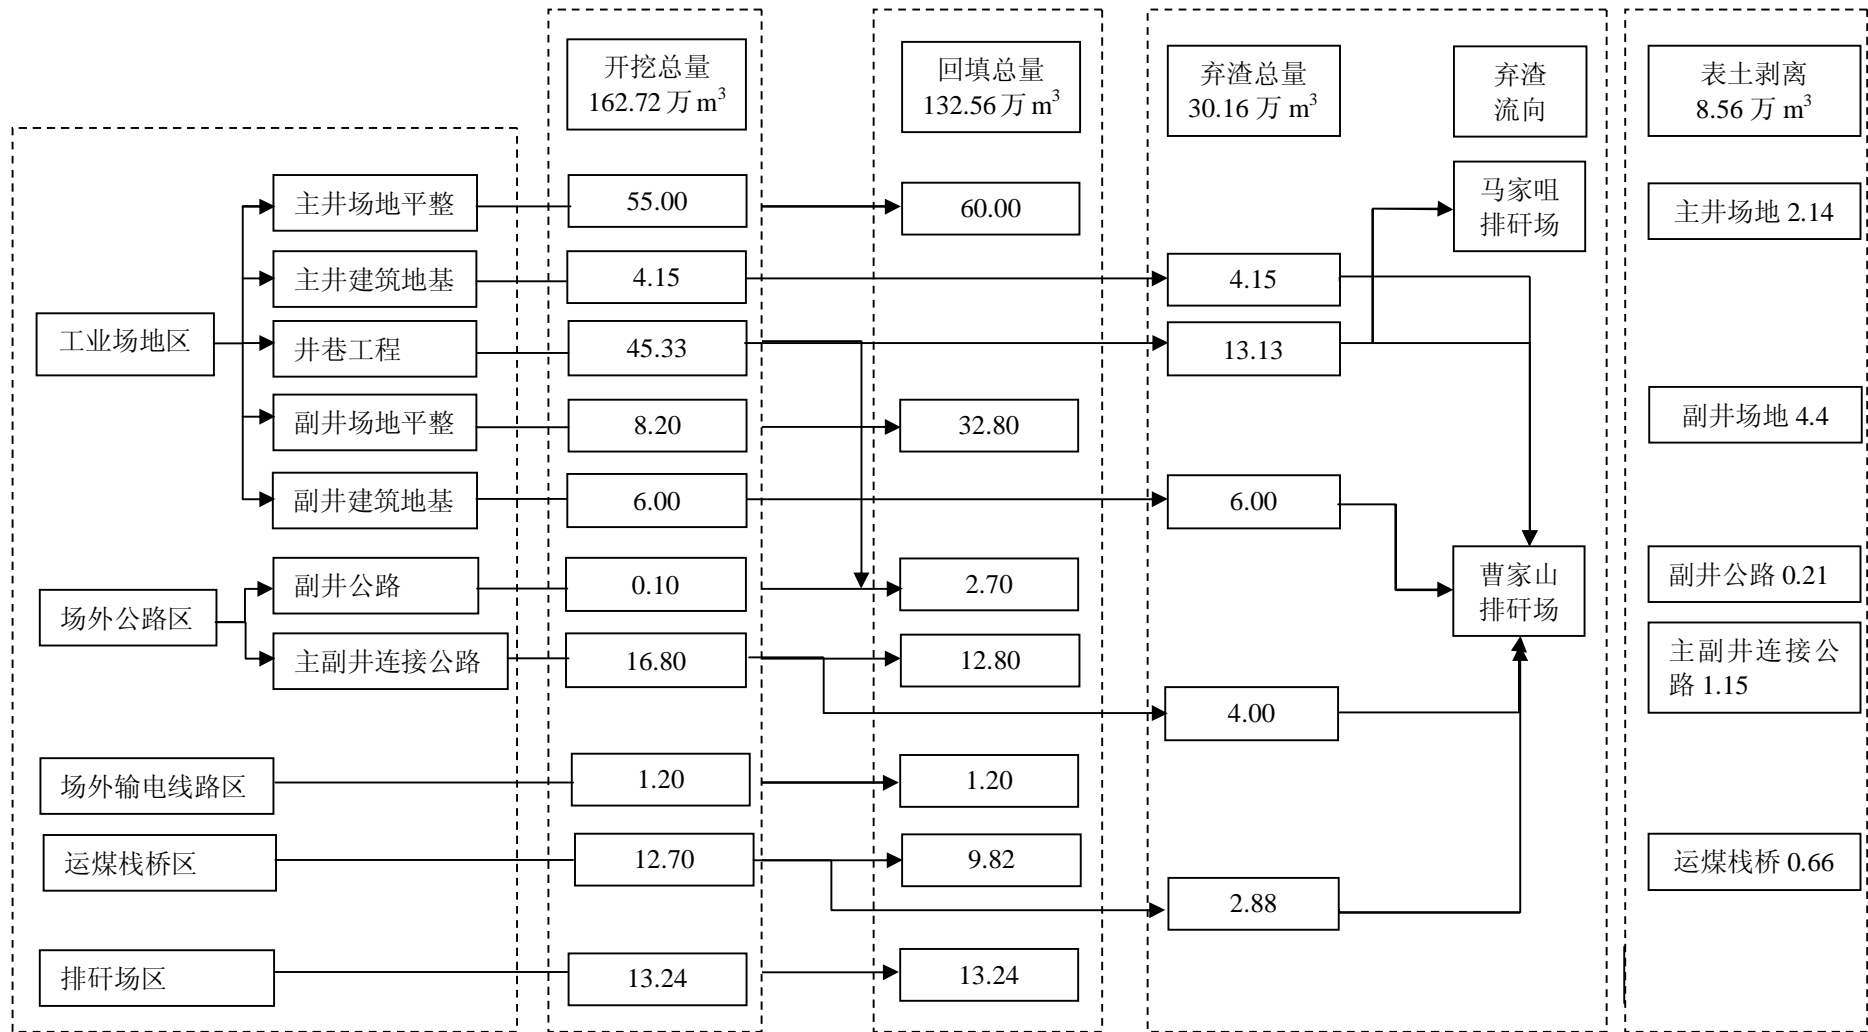 开挖总量
162.72 万 m³
回填总量
132.56 万 m³
弃渣总量
30.16 万 m³
弃渣
流向
表土剥离
8.56 万 m³
主井场地平整
55.00
60.00
马家咀
排矸场
主井场地 2.14
主井建筑地基
4.15
4.15
工业场地区
井巷工程
45.33
13.13
副井场地平整
8.20
32.80
副井场地 4.4
副井建筑地基
6.00
6.00
场外公路区
副井公路
0.10
2.70
曹家山
排矸场
副井公路 0.21
主副井连接公路
16.80
12.80
主副井连接公
路 1.15
4.00
场外输电线路区
1.20
1.20
运煤栈桥区
12.70
9.82
运煤栈桥 0.66
2.88
排矸场区
13.24
13.24